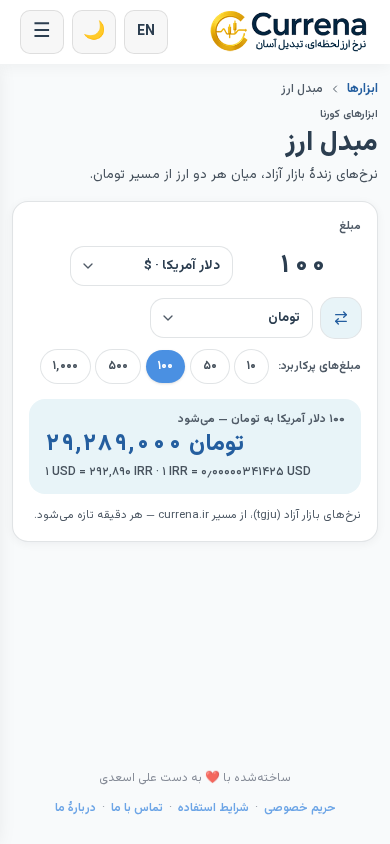 Currena
نرخ ارز لحظه‌ای، تبدیل آسان
EN
ابزارها › مبدل ارز
ابزارهای کورنا
مبدل ارز
نرخ‌های زندهٔ بازار آزاد، میان هر دو ارز از مسیر تومان.
مبلغ
۱۰۰
دلار آمریکا · $
تومان
مبلغ‌های پرکاربرد:
۱۰
۵۰
۱۰۰
۵۰۰
۱,۰۰۰
۱۰۰ دلار آمریکا به تومان — می‌شود
۲۹,۲۸۹,۰۰۰ تومان
۱ USD = ۲۹۲,۸۹۰ IRR · ۱ IRR = ۰٫۰۰۰۰۰۳۴۱۴۲۵ USD
نرخ‌های بازار آزاد (tgju)، از مسیر currena.ir — هر دقیقه تازه می‌شود.
ساخته‌شده با ❤️ به دست علی اسعدی
حریم خصوصی · شرایط استفاده · تماس با ما · دربارهٔ ما